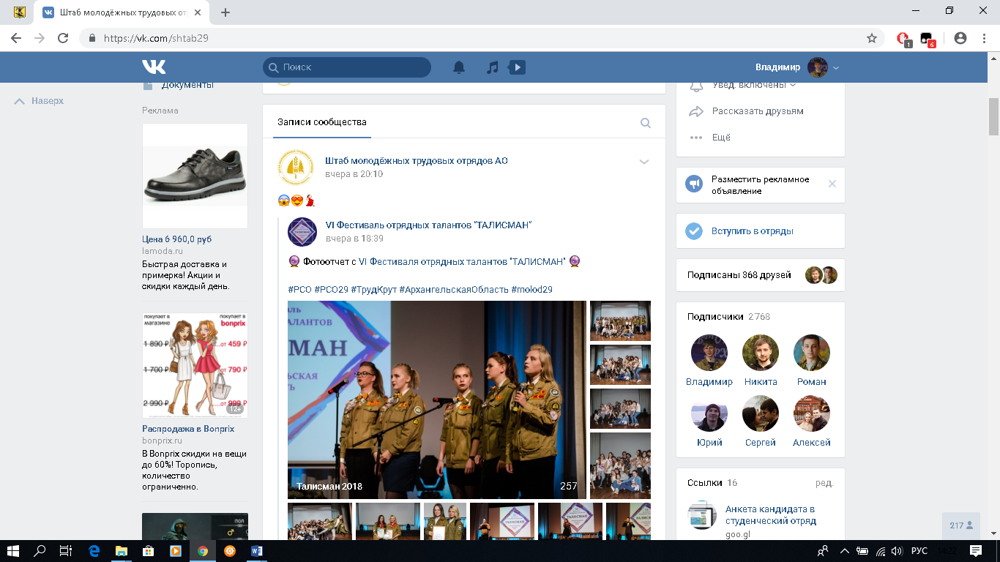 Штаб молодёжных трудовых от
https://vk.com/shtab29
1
6
Поиск
Владимир
Наверх
Документы
Реклама
Цена 6 960,0 руб
lamoda.ru
Быстрая доставка и
примерка! Акции и
скидки каждый день.
покупает в
магазине
покупает в
bonprix
1 890 ₽
...от 459 ₽
1 700 ₽
...от 790 ₽
2 990 ₽
...от 999 ₽
12+
Распродажа в Bonprix
bonprix.ru
В Bonprix скидки на вещи
до 60%! Торопись,
количество
ограниченно.
ПОЛ
Записи сообщества
Штаб молодёжных трудовых отрядов АО
вчера в 20:10
VI Фестиваль отрядных талантов "ТАЛИСМАН"
вчера в 18:39
Фотоотчет с VI Фестиваля отрядных талантов "ТАЛИСМАН"
#РСО #РСО29 #ТрудКрут #АрхангельскаяОбласть #molod29
Талисман 2018
257
Увед. включены
Рассказать друзьям
Ещё
Разместить рекламное
объявление
Вступить в отряды
Подписаны 368 друзей
Подписчики 2 768
Владимир
Никита
Роман
Юрий
Сергей
Алексей
Ссылки 16
ред.
Анкета кандидата в
студенческий отряд
goo.gl
217
РУС
14:22